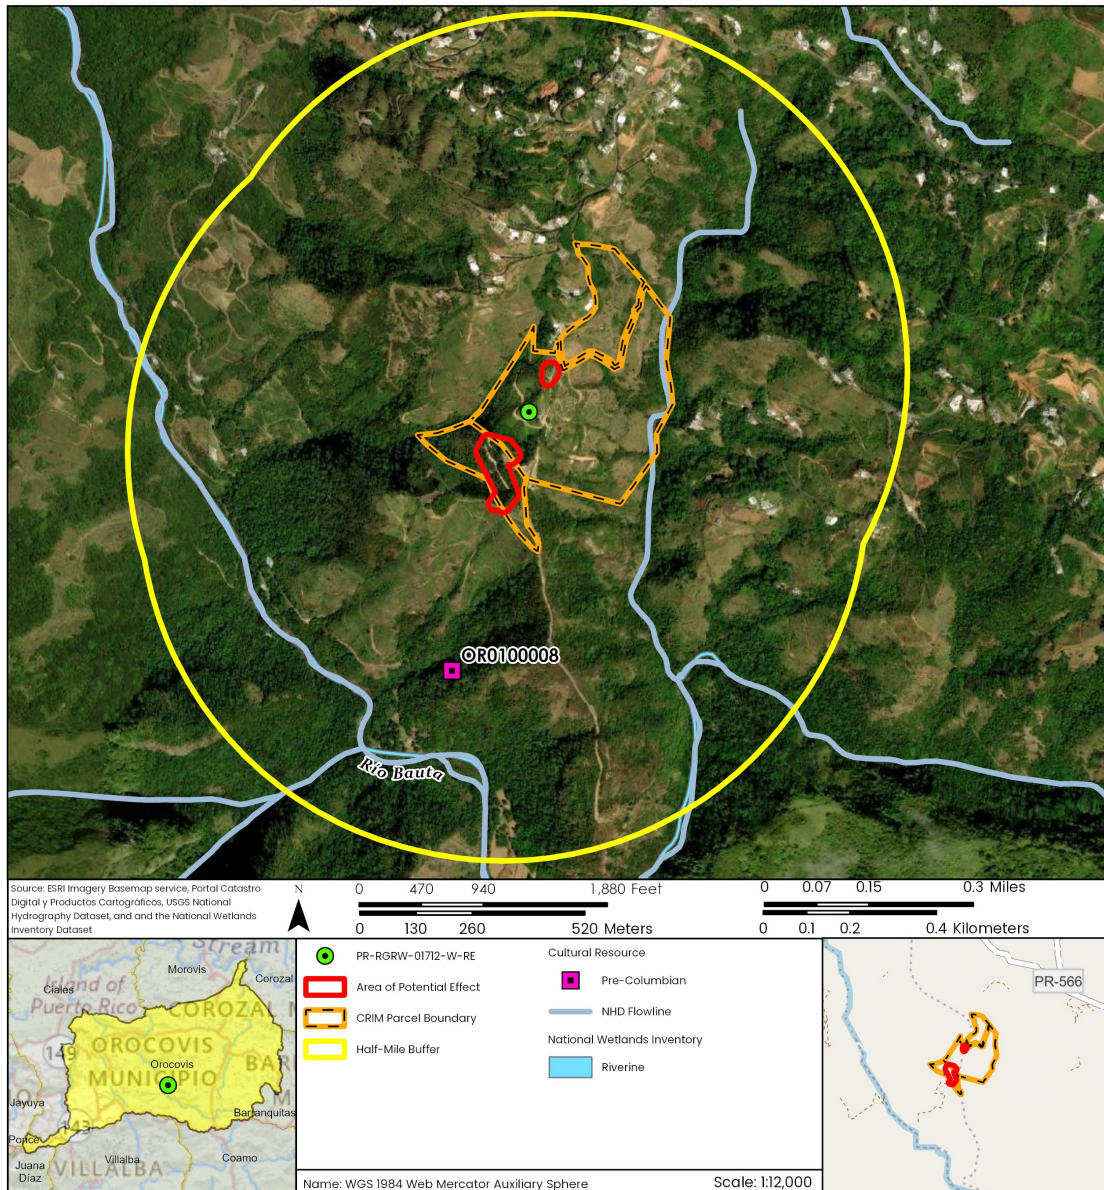 OR0100008
Río Bauta
Source: ESRI Imagery Basemap service, Portal Catastro
Digital y Productos Cartográficos, USGS National
Hydrography Dataset, and and the National Wetlands
Inventory Dataset
N
0 470 940 1,880 Feet
0 130 260 520 Meters
0 0.07 0.15 0.3 Miles
0 0.1 0.2 0.4 Kilometers
Stream
Morovis
Corozal
Island of
Ciales
Puerto Rico
COROZAL
149
OROCOVIS
BAR
Orocovis
MUNICIPIO
Jayuya
Barranquitas
143
Ponce
Juana
Díaz
Villalba
VILLALBA
Coamo
PR-RGRW-01712-W-RE
Area of Potential Effect
CRIM Parcel Boundary
Half-Mile Buffer
Cultural Resource
Pre-Columbian
NHD Flowline
National Wetlands Inventory
Riverine
PR-566
Name: WGS 1984 Web Mercator Auxiliary Sphere
Scale: 1:12,000